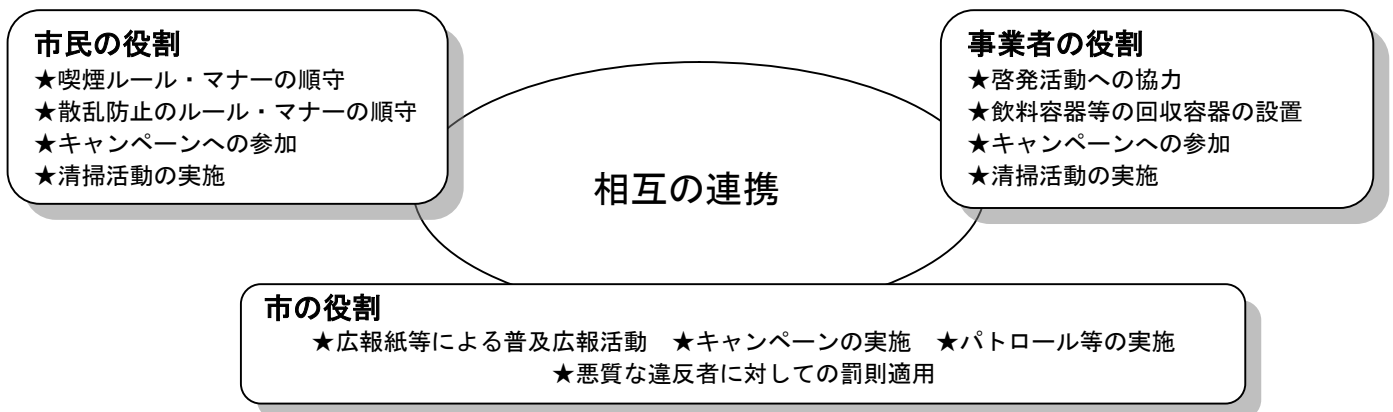 市民の役割
★喫煙ルール・マナーの順守
★散乱防止のルール・マナーの順守
★キャンペーンへの参加
★清掃活動の実施
事業者の役割
★啓発活動への協力
★飲料容器等の回収容器の設置
★キャンペーンへの参加
★清掃活動の実施
相互の連携
市の役割
★広報紙等による普及広報活動　★キャンペーンの実施　★パトロール等の実施
★悪質な違反者に対しての罰則適用